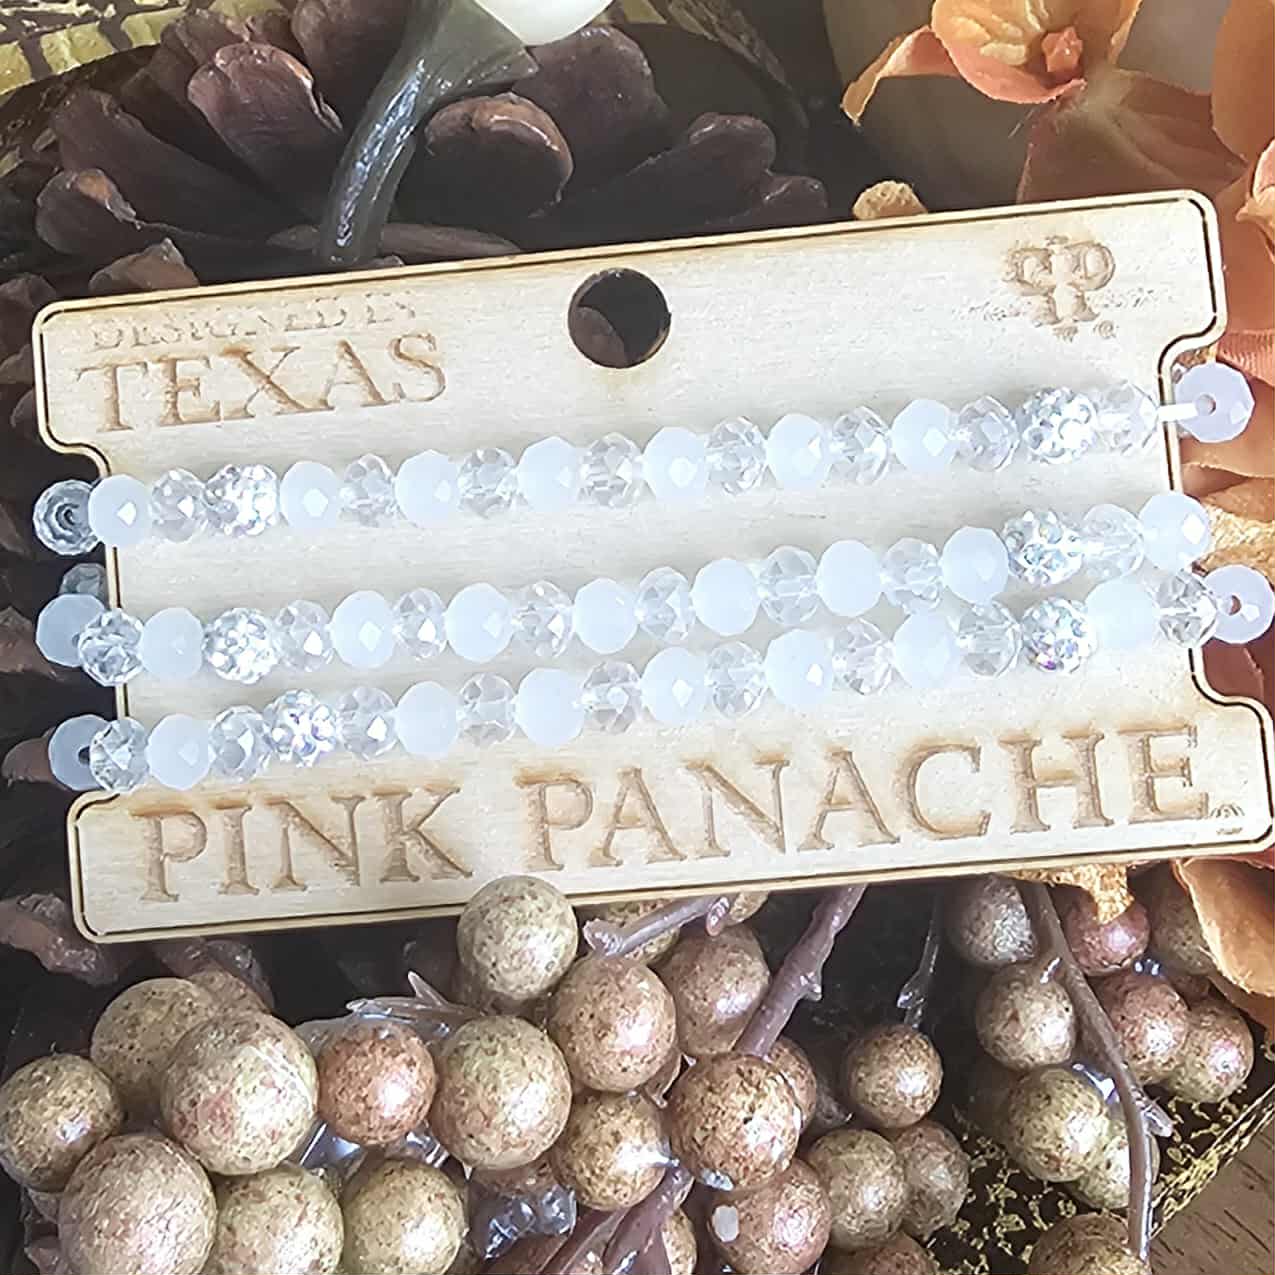 DESIGNED IN
TEXAS
PINK PANACHE